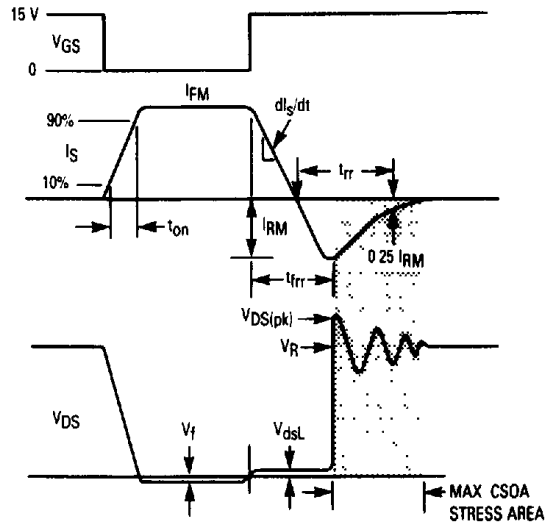 15 V
VGS
0
IFM
90%
dIs/dt
IS
trr
10%
ton
IRM
0 25 IRM
tfrr
VDS(pk)
VR
VDS
Vf
VdsL
MAX CSOA
STRESS AREA